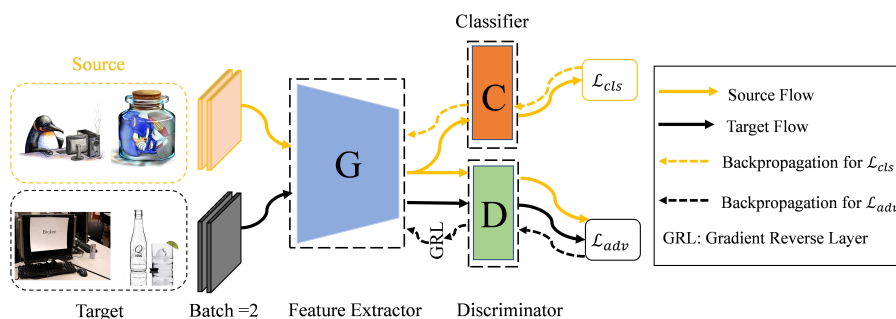 Classifier
Source
C
ℒcls
Source Flow
Target Flow
G
Backpropagation for ℒcls
D
Backpropagation for ℒadv
Broken
GRL
ℒadv
GRL: Gradient Reverse Layer
Target
Batch =2
Feature Extractor
Discriminator